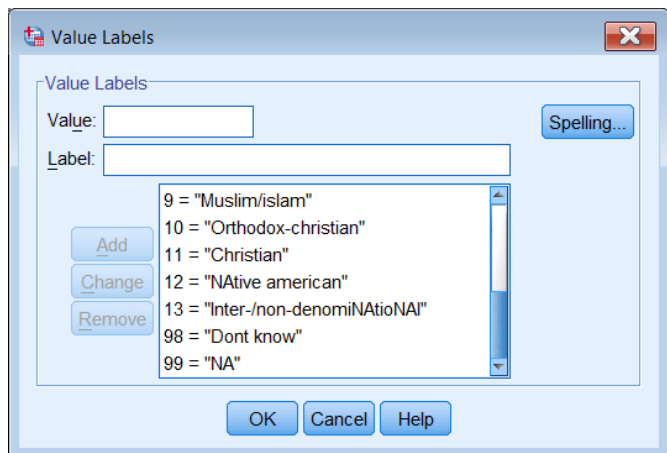 Value Labels
Value Labels
Value:
Spelling...
Label:
9 = "Muslim/islam"
10 = "Orthodox-christian"
11 = "Christian"
12 = "NAtive american"
13 = "Inter-/non-denomiNAtioNAl"
98 = "Dont know"
99 = "NA"
Add
Change
Remove
OK Cancel Help